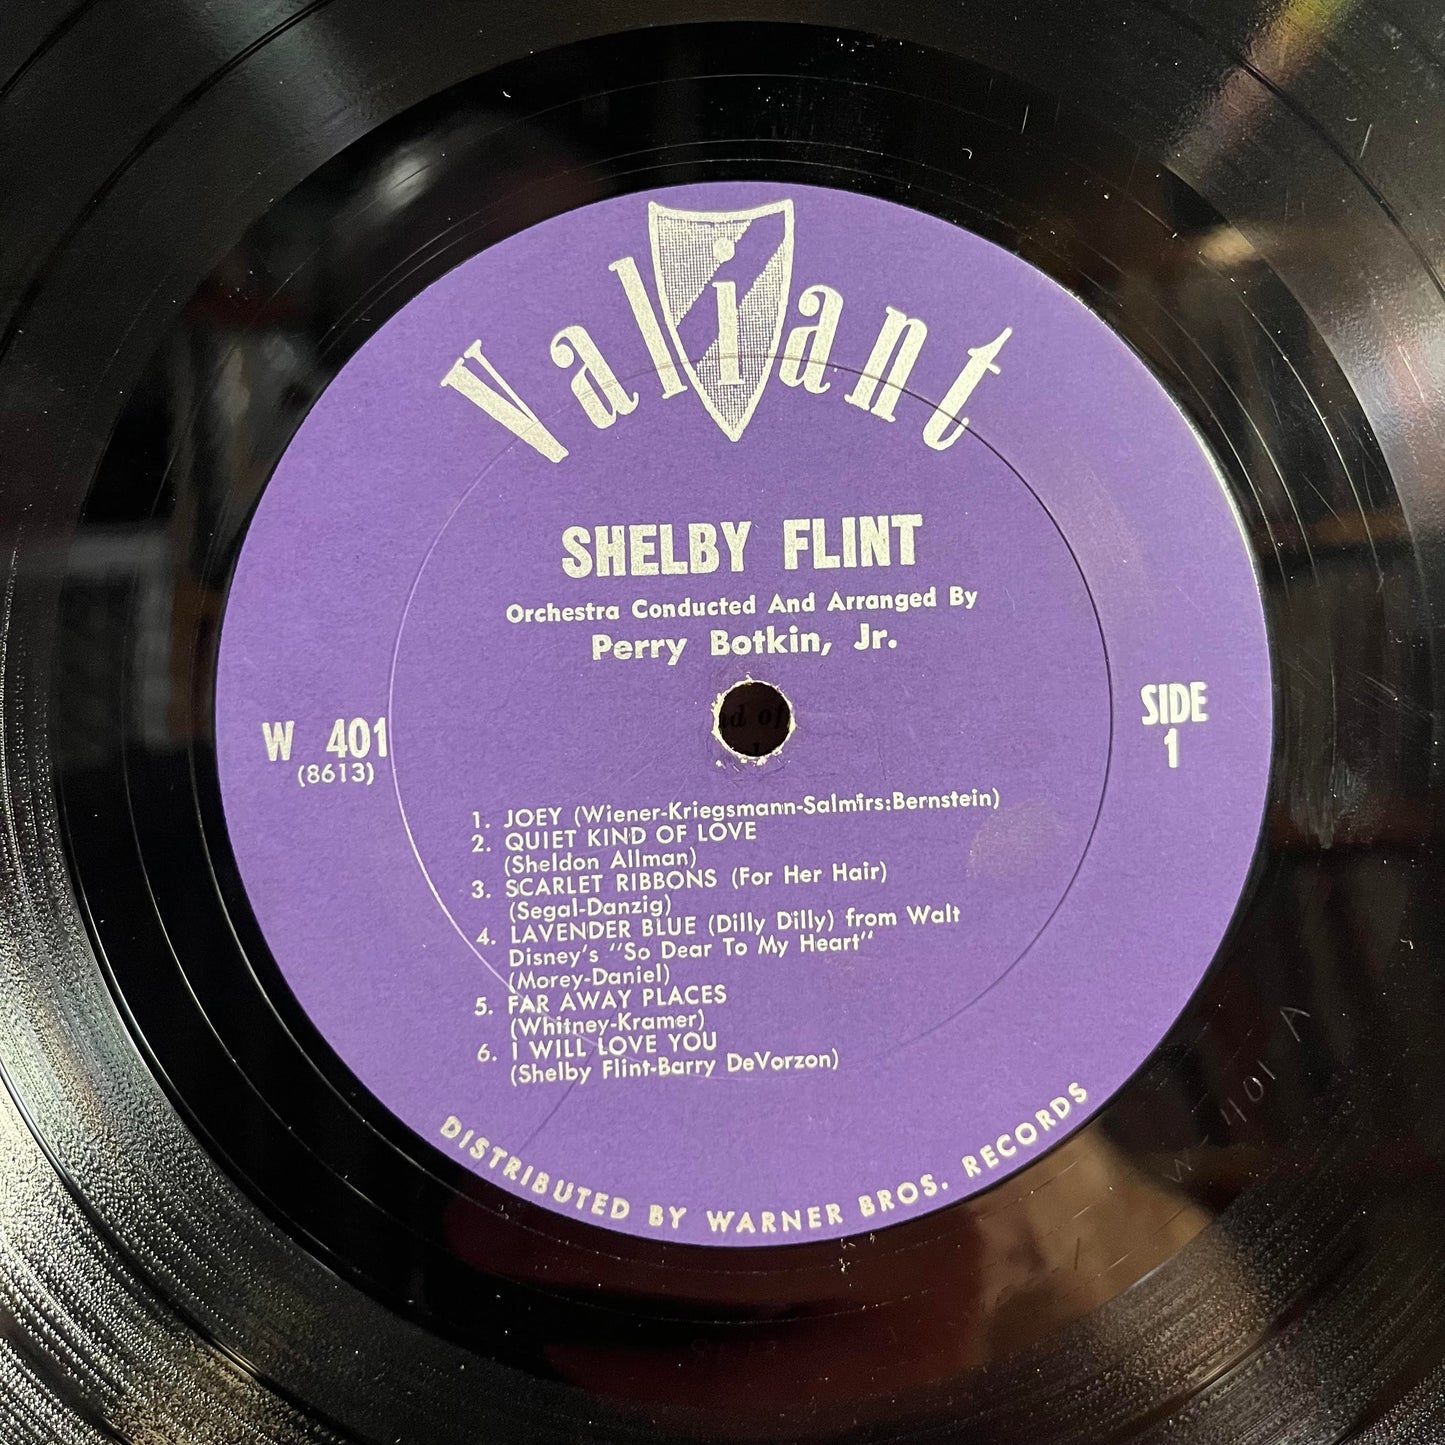 Valiant
SHELBY FLINT
Orchestra Conducted And Arranged By
Perry Botkin, Jr.
W 401
(8613)
SIDE
1
d of
1. JOEY (Wiener-Kriegsmann-Salmirs:Bernstein)
2. QUIET KIND OF LOVE
(Sheldon Allman)
3. SCARLET RIBBONS (For Her Hair)
(Segal-Danzig)
4. LAVENDER BLUE (Dilly Dilly) from Walt
Disney's "So Dear To My Heart"
(Morey-Daniel)
5. FAR AWAY PLACES
(Whitney-Kramer)
6. I WILL LOVE YOU
(Shelby Flint-Barry DeVorzon)
DISTRIBUTED BY WARNER BROS. RECORDS
W-401 A